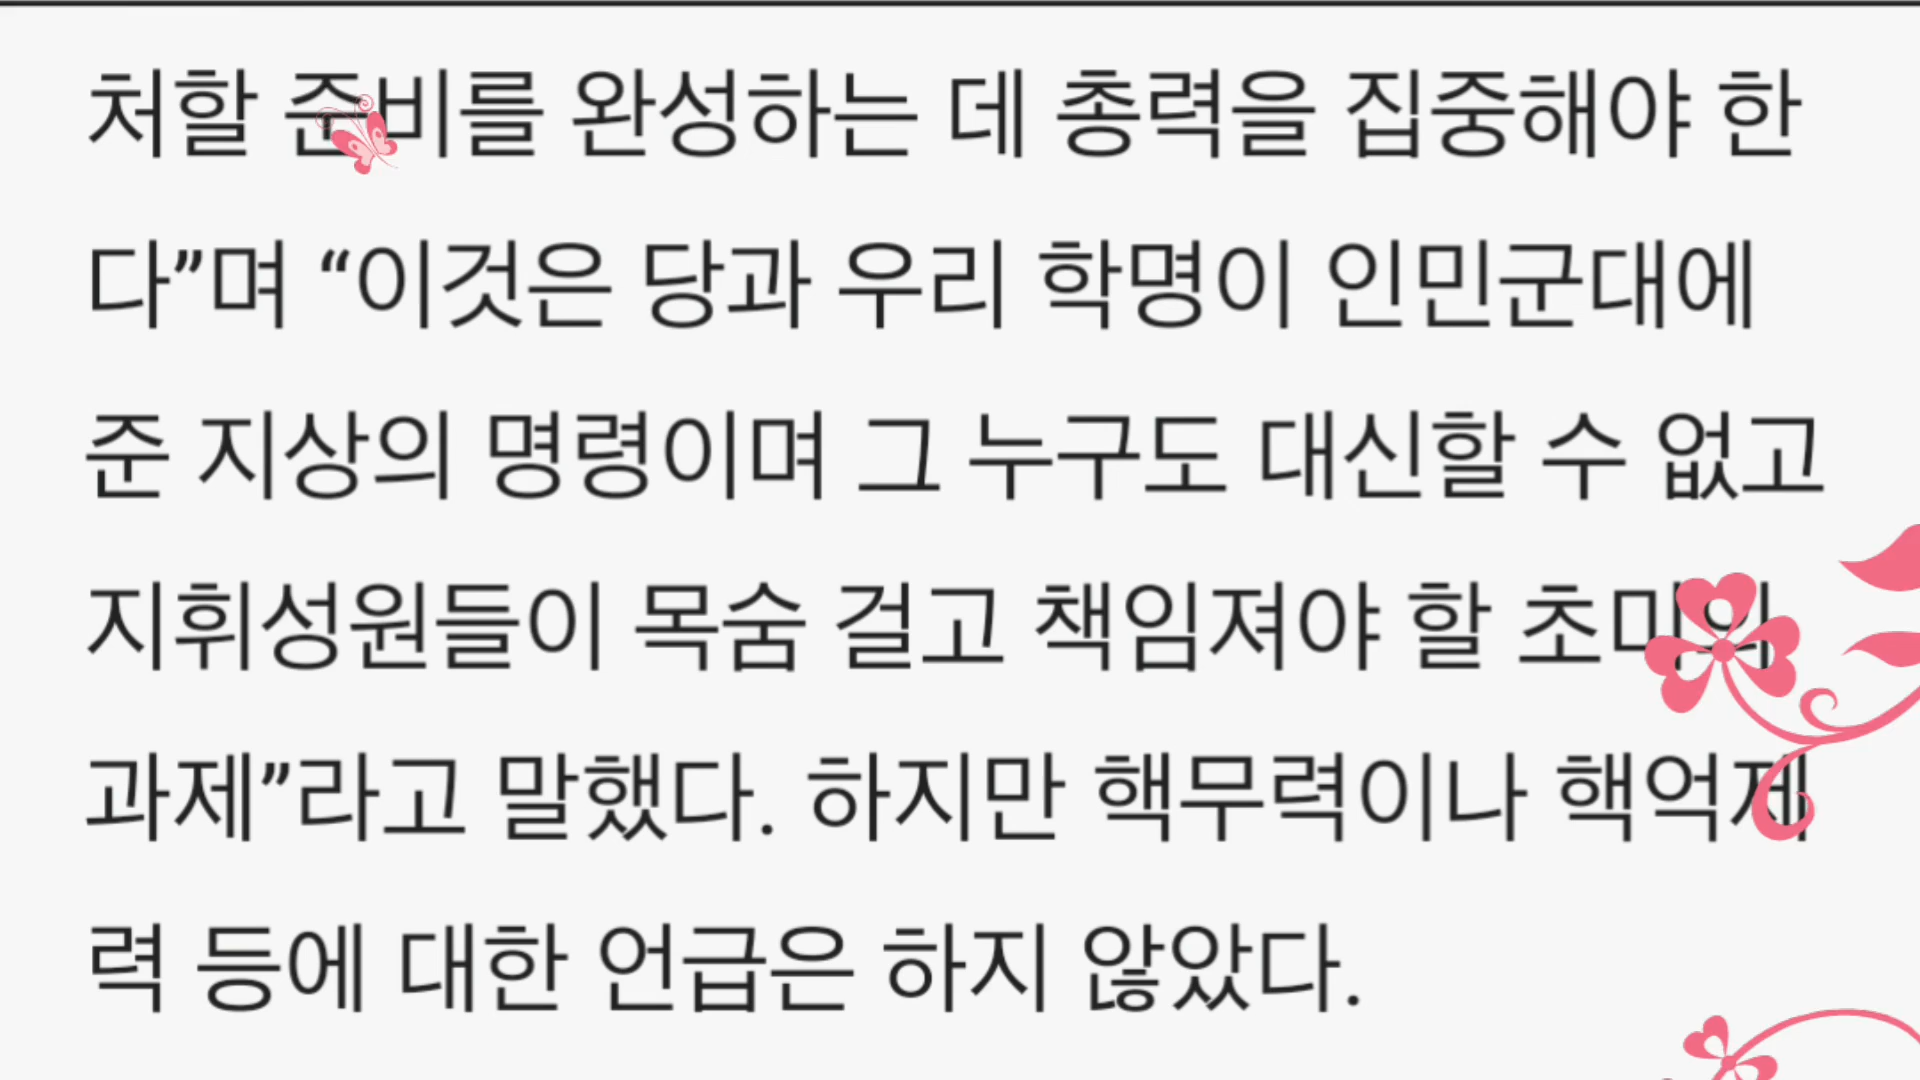 처할 준비를 완성하는 데 총력을 집중해야 한
다”며 “이것은 당과 우리 학명이 인민군대에
준 지상의 명령이며 그 누구도 대신할 수 없고
지휘성원들이 목숨 걸고 책임져야 할 초미의
과제”라고 말했다. 하지만 핵무력이나 핵억제
력 등에 대한 언급은 하지 않았다.